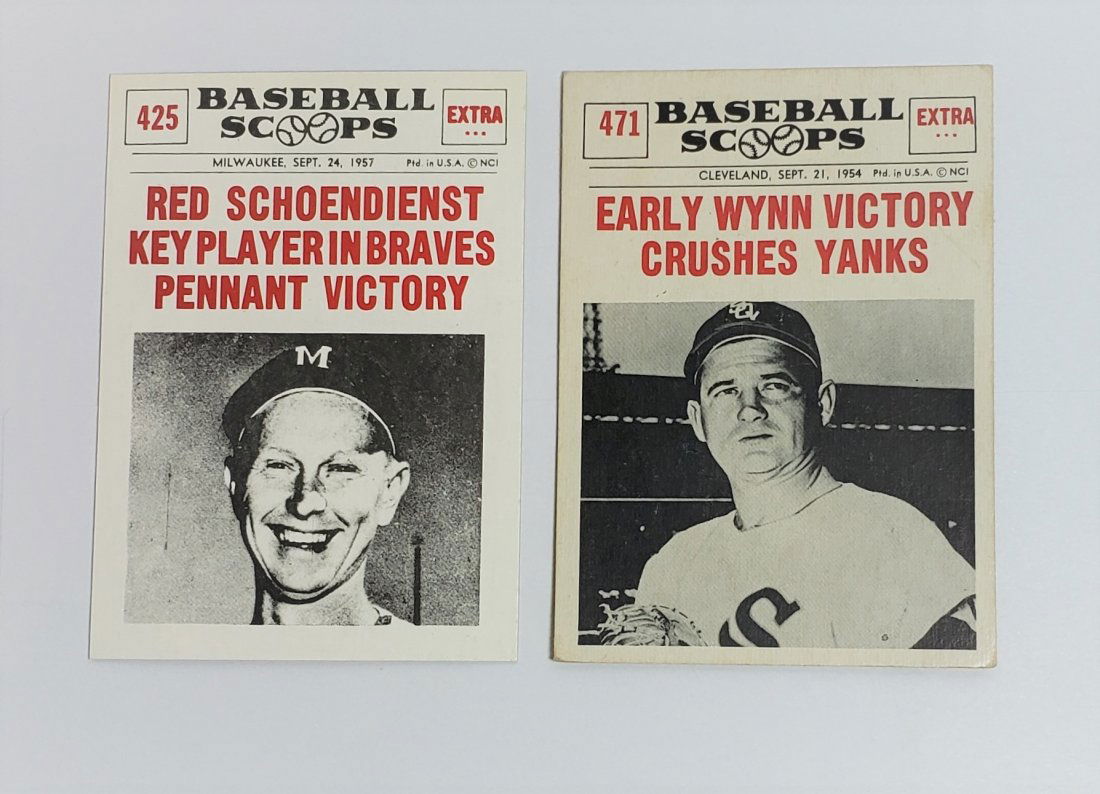 425
BASEBALL
SCOOPS
EXTRA
...
MILWAUKEE, SEPT. 24, 1957 Ptd. in U.S.A. © NCI
RED SCHOENDIENST
KEY PLAYER IN BRAVES
PENNANT VICTORY
M
471
BASEBALL
SCOOPS
EXTRA
...
CLEVELAND, SEPT. 21, 1954 Ptd. in U.S.A. © NCI
EARLY WYNN VICTORY
CRUSHES YANKS
S